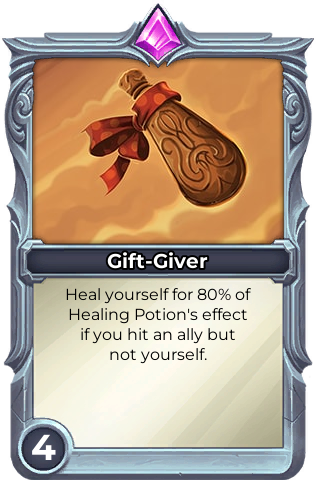 Gift-Giver
Heal yourself for 80% of
Healing Potion's effect
if you hit an ally but
not yourself.
4